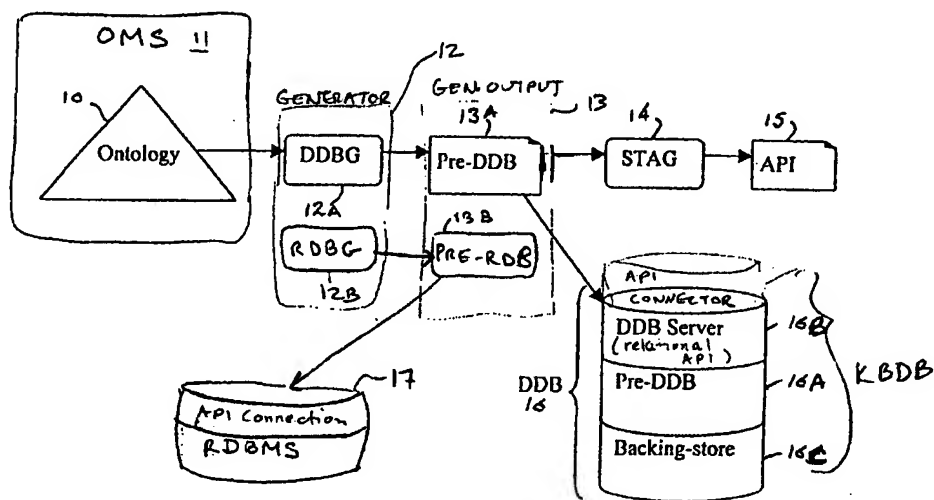 OMS 11
10
Ontology
12
GENERATOR
DDBG
12A
RDBG
12B
GEN. OUTPUT
13
13A
Pre-DDB
13B
PRE-RDB
14
STAG
15
API
API
CONNECTOR
DDB Server
(relational
API)
16B
Pre-DDB
16A
Backing-store
16C
DDB
16
KBDB
17
API Connection
RDBMS